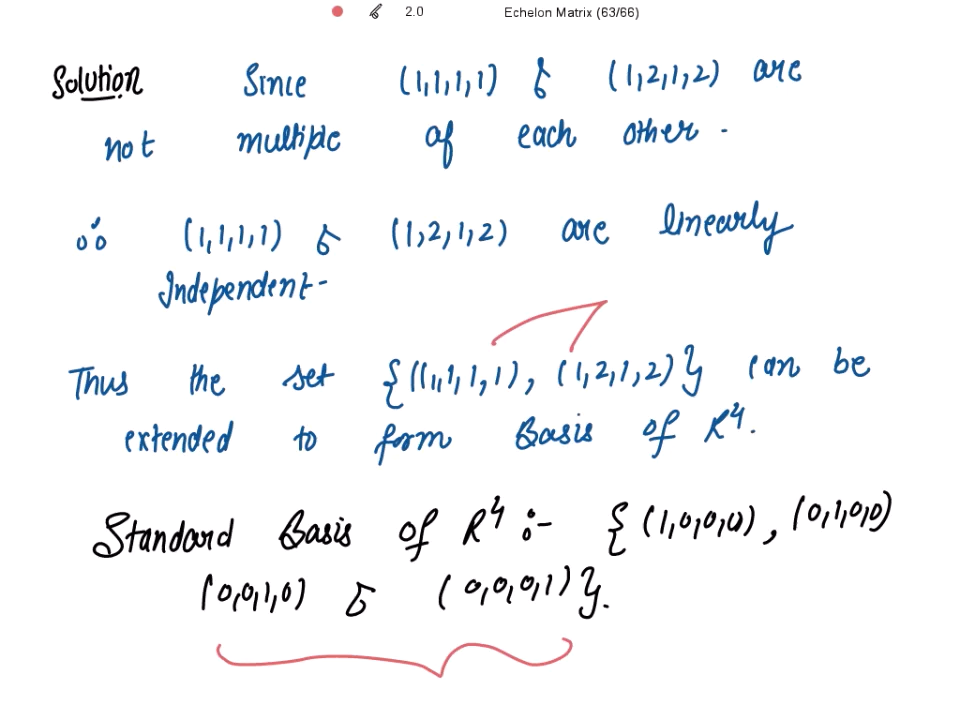 2.0 Echelon Matrix (63/66)
Solution Since (1,1,1,1) & (1,2,1,2) are
not multiple of each other.
∴ (1,1,1,1) & (1,2,1,2) are linearly
Independent-
Thus the set {(1,1,1,1), (1,2,1,2)} can be
extended to form Basis of R⁴.
Standard Basis of R⁴ :- {(1,0,0,0), (0,1,0,0)
(0,0,1,0) & (0,0,0,1)}.